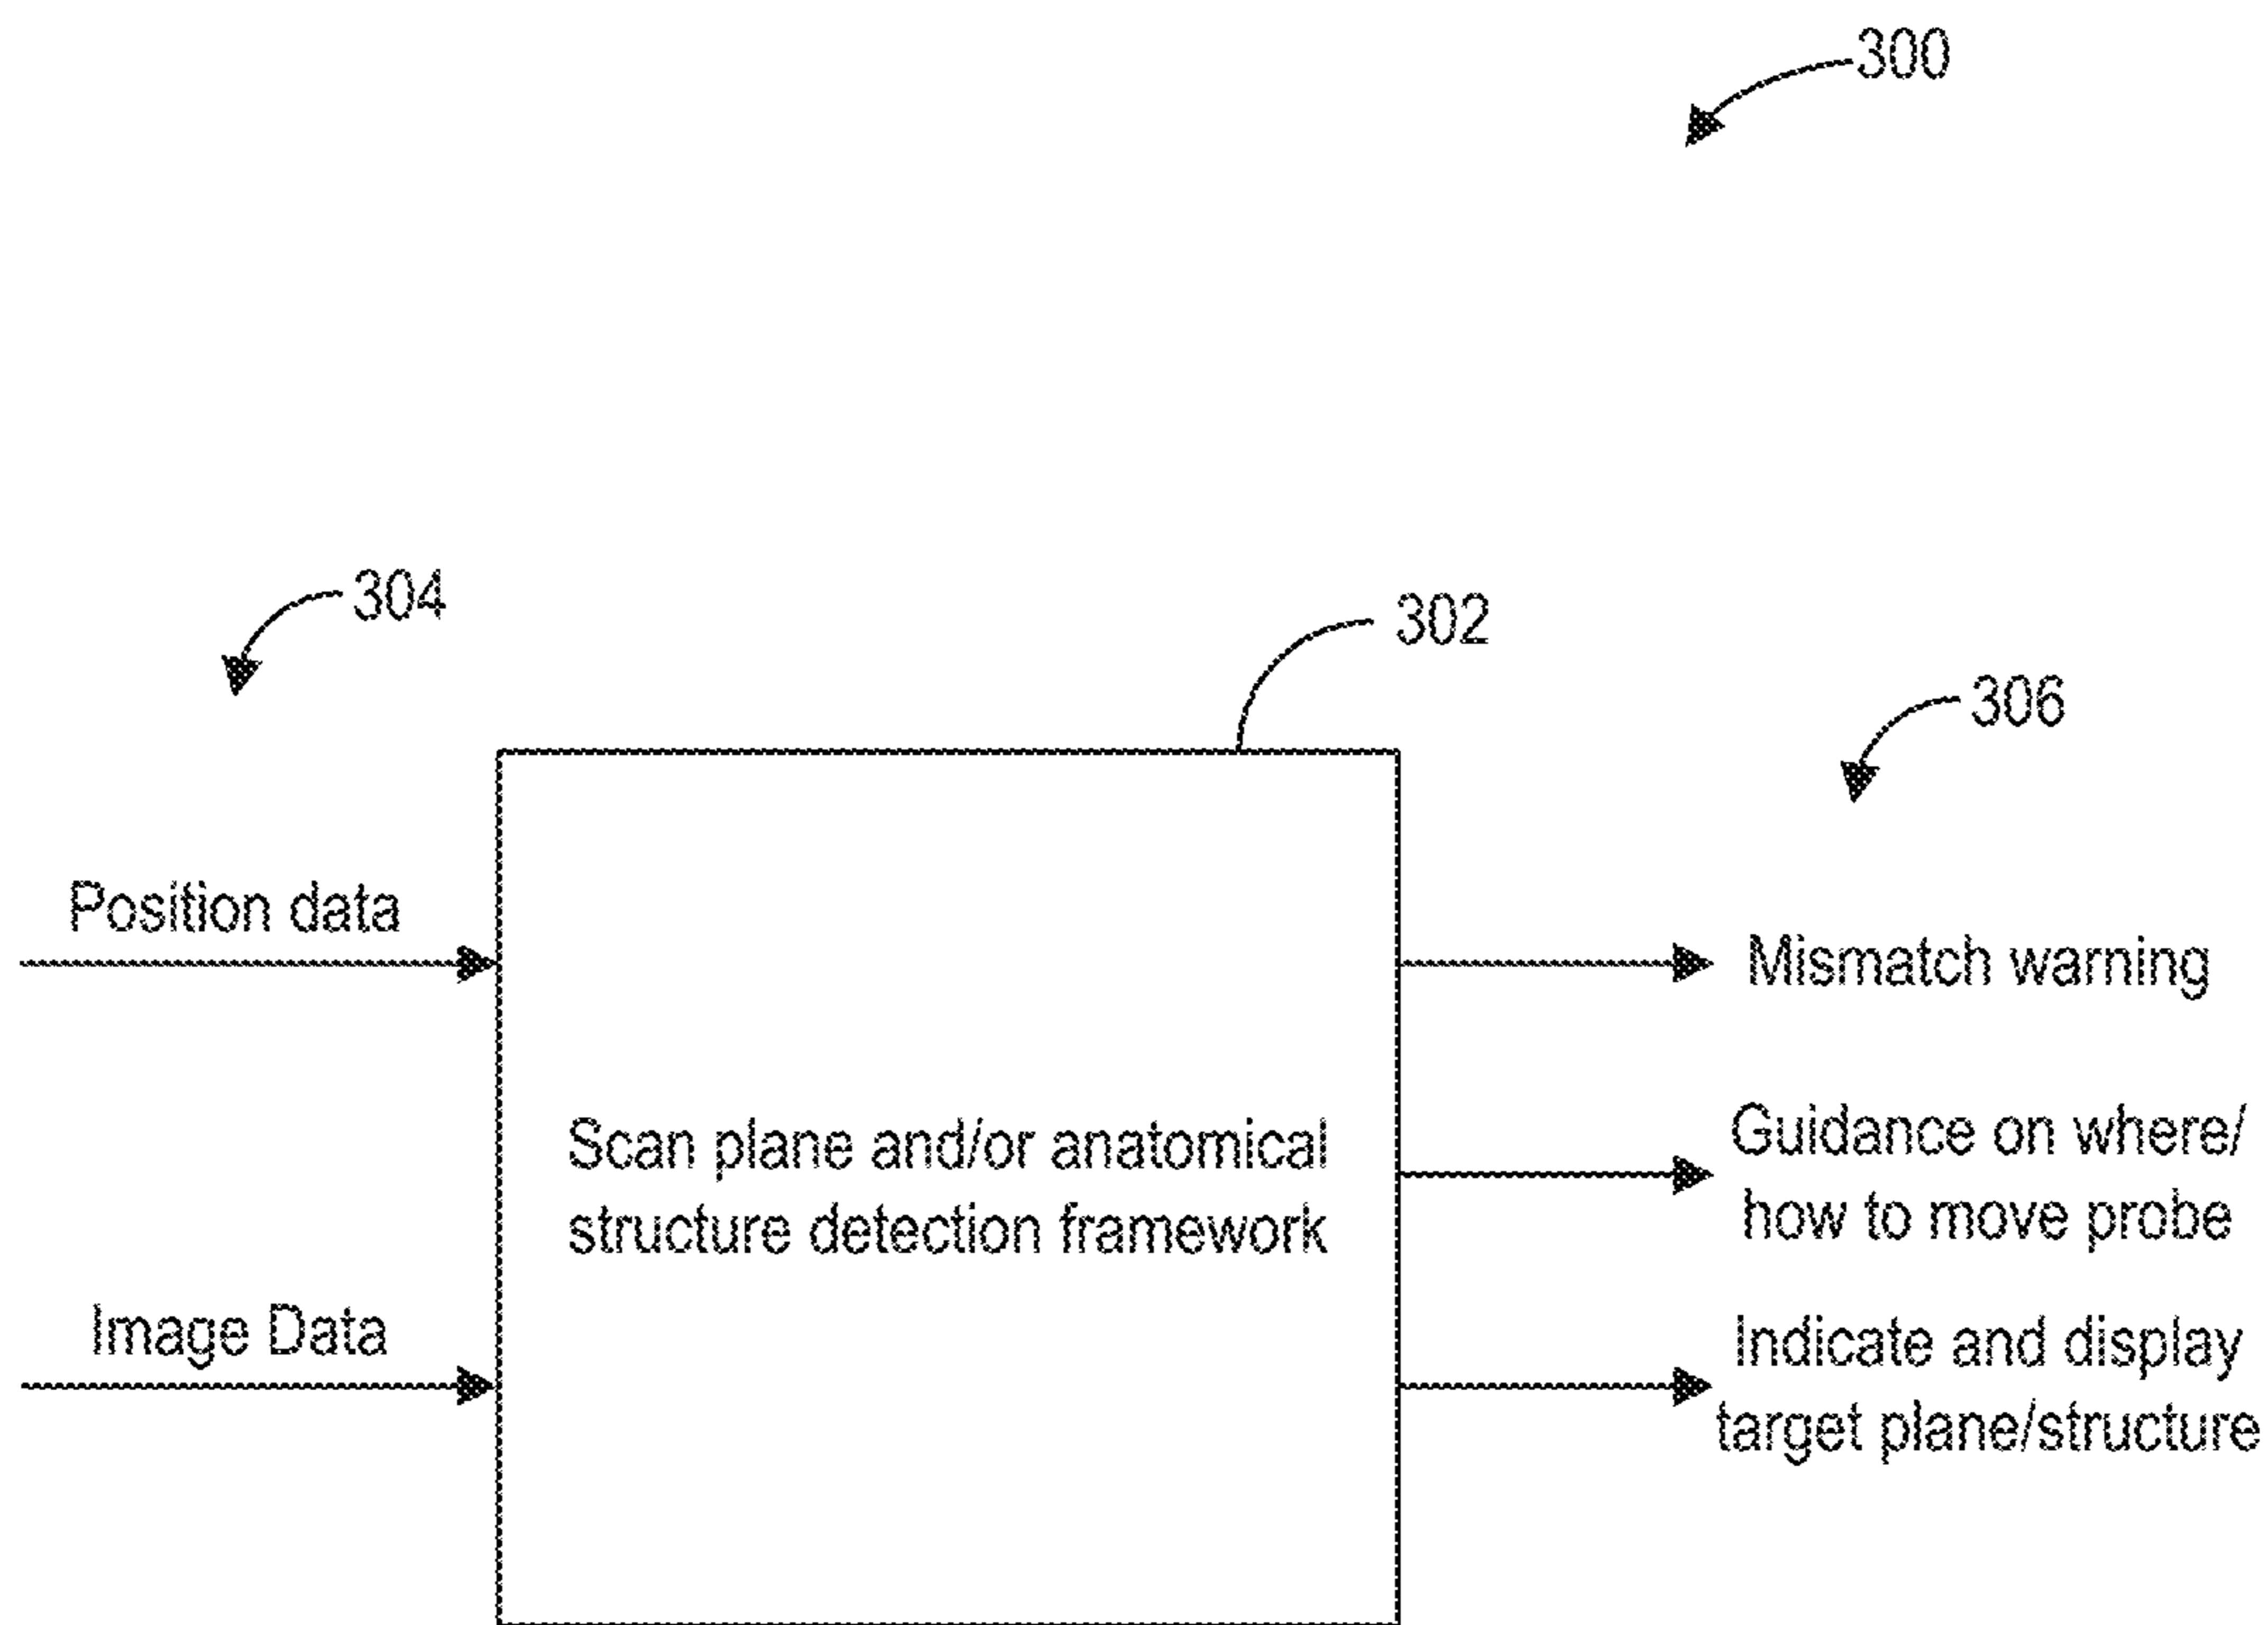 300
304
302
306
Position data
Mismatch warning
Guidance on where/
how to move probe
Scan plane and/or anatomical
structure detection framework
Image Data
Indicate and display
target plane/structure